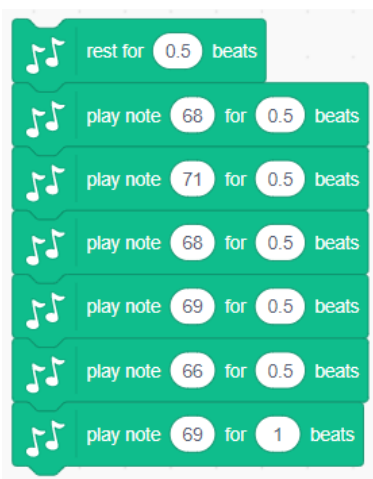 rest for 0.5 beats
play note 68 for 0.5 beats
play note 71 for 0.5 beats
play note 68 for 0.5 beats
play note 69 for 0.5 beats
play note 66 for 0.5 beats
play note 69 for 1 beats